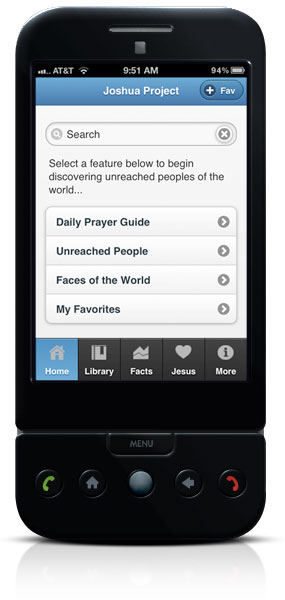 AT&T 9:51 AM 94%
Joshua Project
Fav
Search
Select a feature below to begin
discovering unreached peoples of the
world...
Daily Prayer Guide
Unreached People
Faces of the World
My Favorites
Home Library Facts Jesus More
MENU